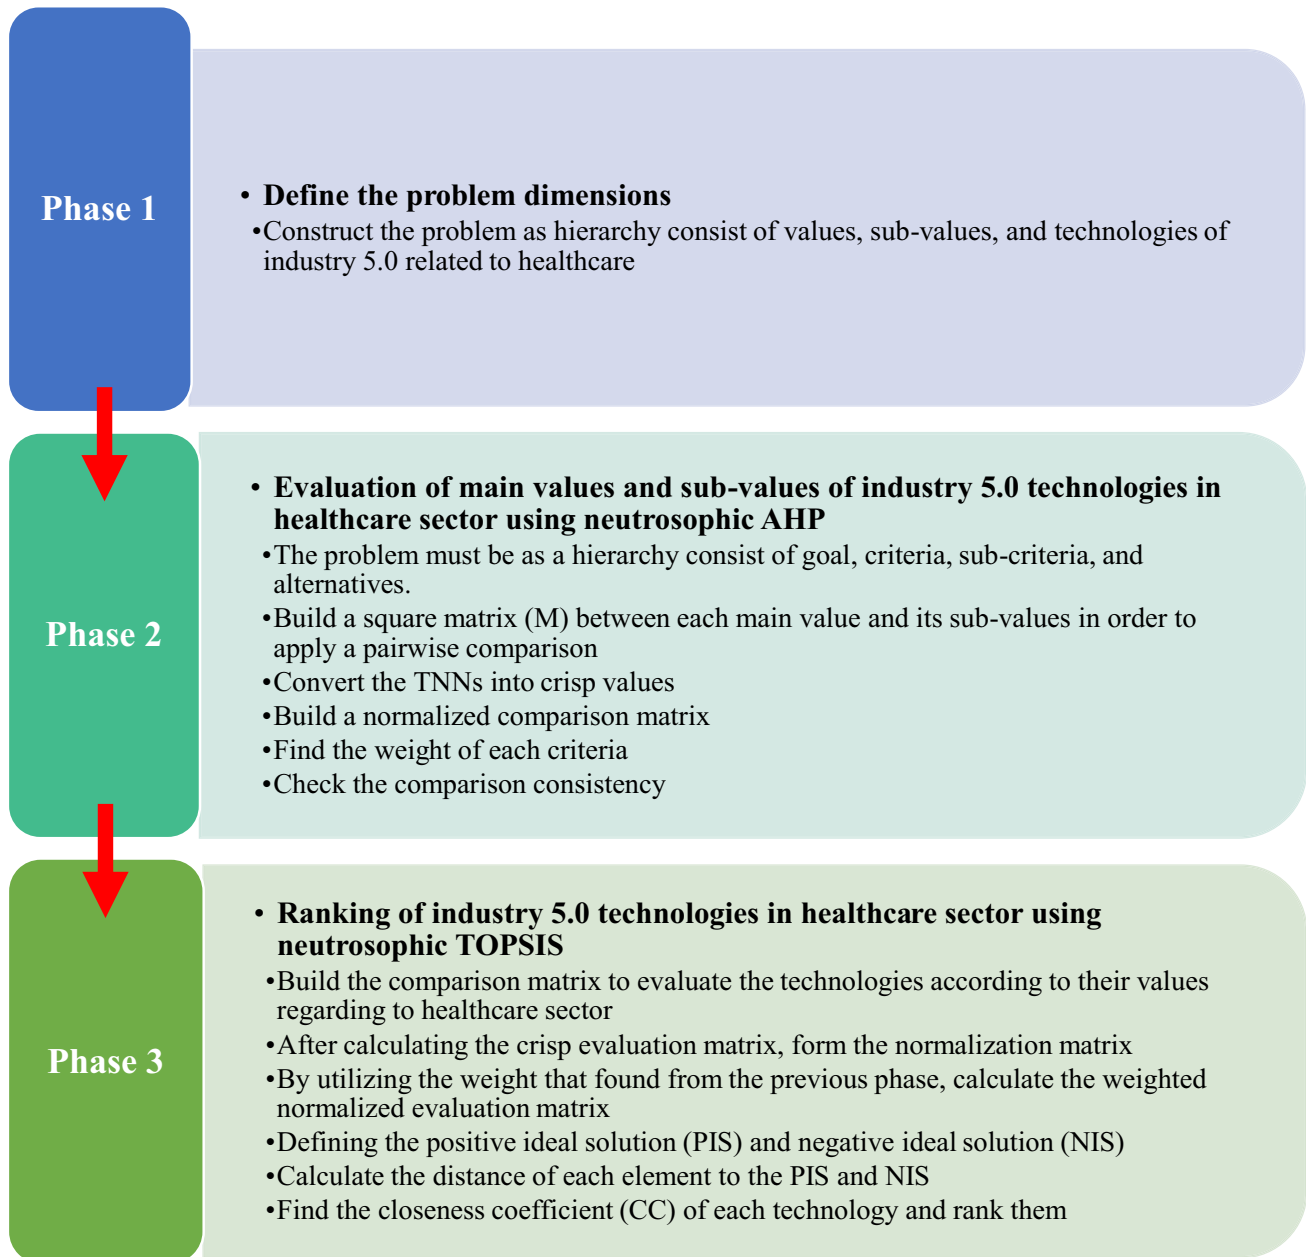 Phase 1
• Define the problem dimensions
•Construct the problem as hierarchy consist of values, sub-values, and technologies of
industry 5.0 related to healthcare
Phase 2
• Evaluation of main values and sub-values of industry 5.0 technologies in
healthcare sector using neutrosophic AHP
•The problem must be as a hierarchy consist of goal, criteria, sub-criteria, and
alternatives.
•Build a square matrix (M) between each main value and its sub-values in order to
apply a pairwise comparison
•Convert the TNNs into crisp values
•Build a normalized comparison matrix
•Find the weight of each criteria
•Check the comparison consistency
Phase 3
• Ranking of industry 5.0 technologies in healthcare sector using
neutrosophic TOPSIS
•Build the comparison matrix to evaluate the technologies according to their values
regarding to healthcare sector
•After calculating the crisp evaluation matrix, form the normalization matrix
•By utilizing the weight that found from the previous phase, calculate the weighted
normalized evaluation matrix
•Defining the positive ideal solution (PIS) and negative ideal solution (NIS)
•Calculate the distance of each element to the PIS and NIS
•Find the closeness coefficient (CC) of each technology and rank them